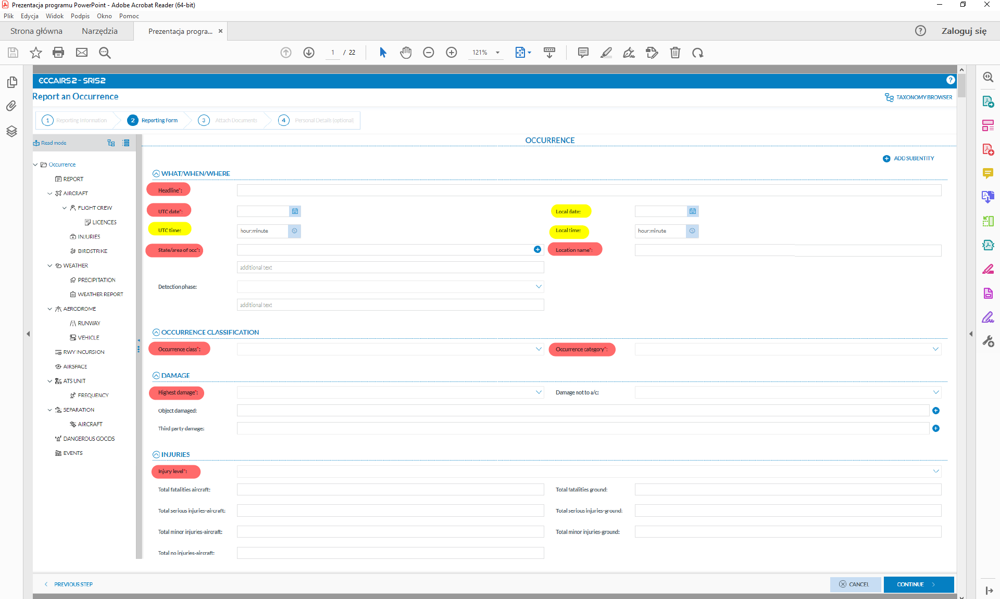 Prezentacja programu PowerPoint - Adobe Acrobat Reader (64-bit)
Plik Edycja Widok Podpis Okno Pomoc
Strona główna Narzędzia Prezentacja progra... × ? Zaloguj się
1 / 22 121%
ECCAIRS2 - SRIS2 ?
Report an Occurrence TAXONOMY BROWSER
1 Reporting Information 2 Reporting Form 3 Attach Documents 4 Personal Details (optional)
Read mode
Occurrence
REPORT
AIRCRAFT
FLIGHT CREW
LICENCES
INJURIES
BIRDSTRIKE
WEATHER
PRECIPITATION
WEATHER REPORT
AERODROME
RUNWAY
VEHICLE
RWY INCURSION
AIRSPACE
ATS UNIT
FREQUENCY
SEPARATION
AIRCRAFT
DANGEROUS GOODS
EVENTS
OCCURRENCE
ADD SUBENTITY
WHAT/WHEN/WHERE
Headline*:
UTC date*: Local date:
UTC time: hour:minute Local time: hour:minute
State/area of occ*: Location name*:
additional text
Detection phase:
additional text
OCCURRENCE CLASSIFICATION
Occurrence class*: Occurrence category*:
DAMAGE
Highest damage*: Damage not to a/c:
Object damaged:
Third party damage:
INJURIES
Injury level*:
Total fatalities aircraft: Total fatalities ground:
Total serious injuries-aircraft: Total serious injuries-ground:
Total minor injuries-aircraft: Total minor injuries-ground:
Total no injuries-aircraft:
PREVIOUS STEP CANCEL CONTINUE